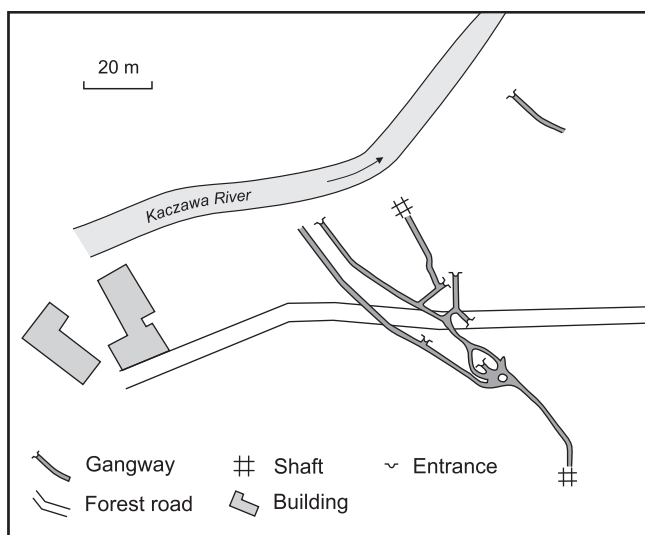 20 m
Kaczawa River
Gangway
Shaft
Entrance
Forest road
Building